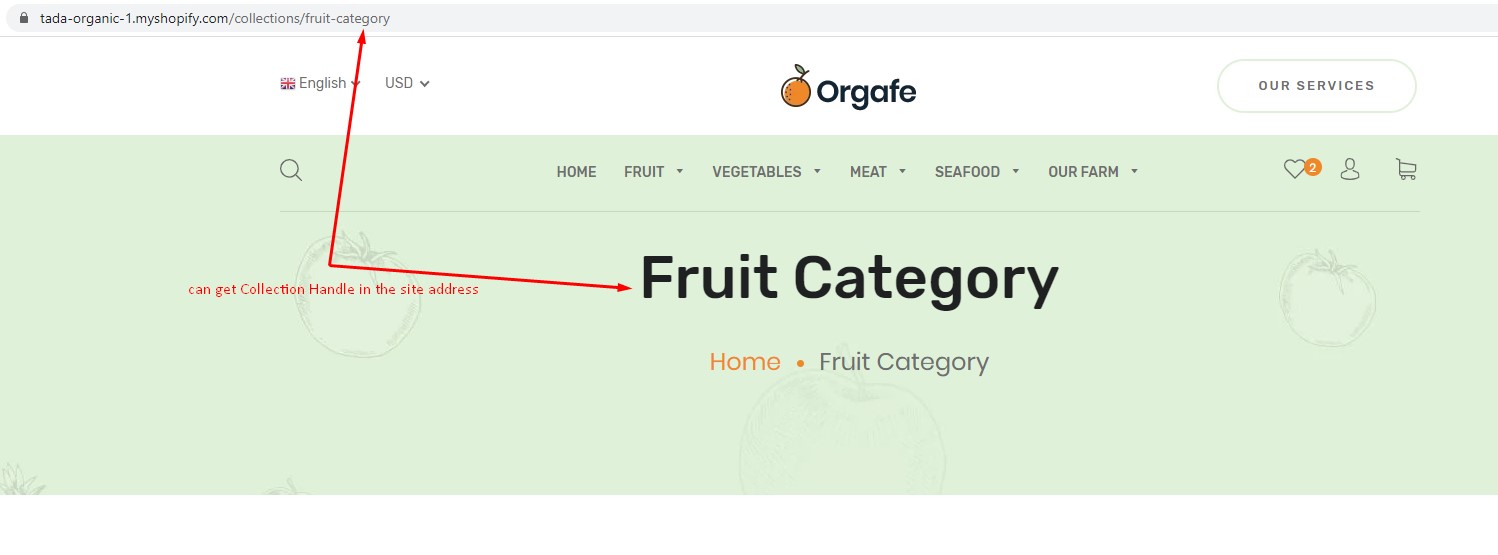 tada-organic-1.myshopify.com/collections/fruit-category
English USD
Orgafe
OUR SERVICES
HOME FRUIT VEGETABLES MEAT SEAFOOD OUR FARM
2
Fruit Category
can get Collection Handle in the site address
Home • Fruit Category